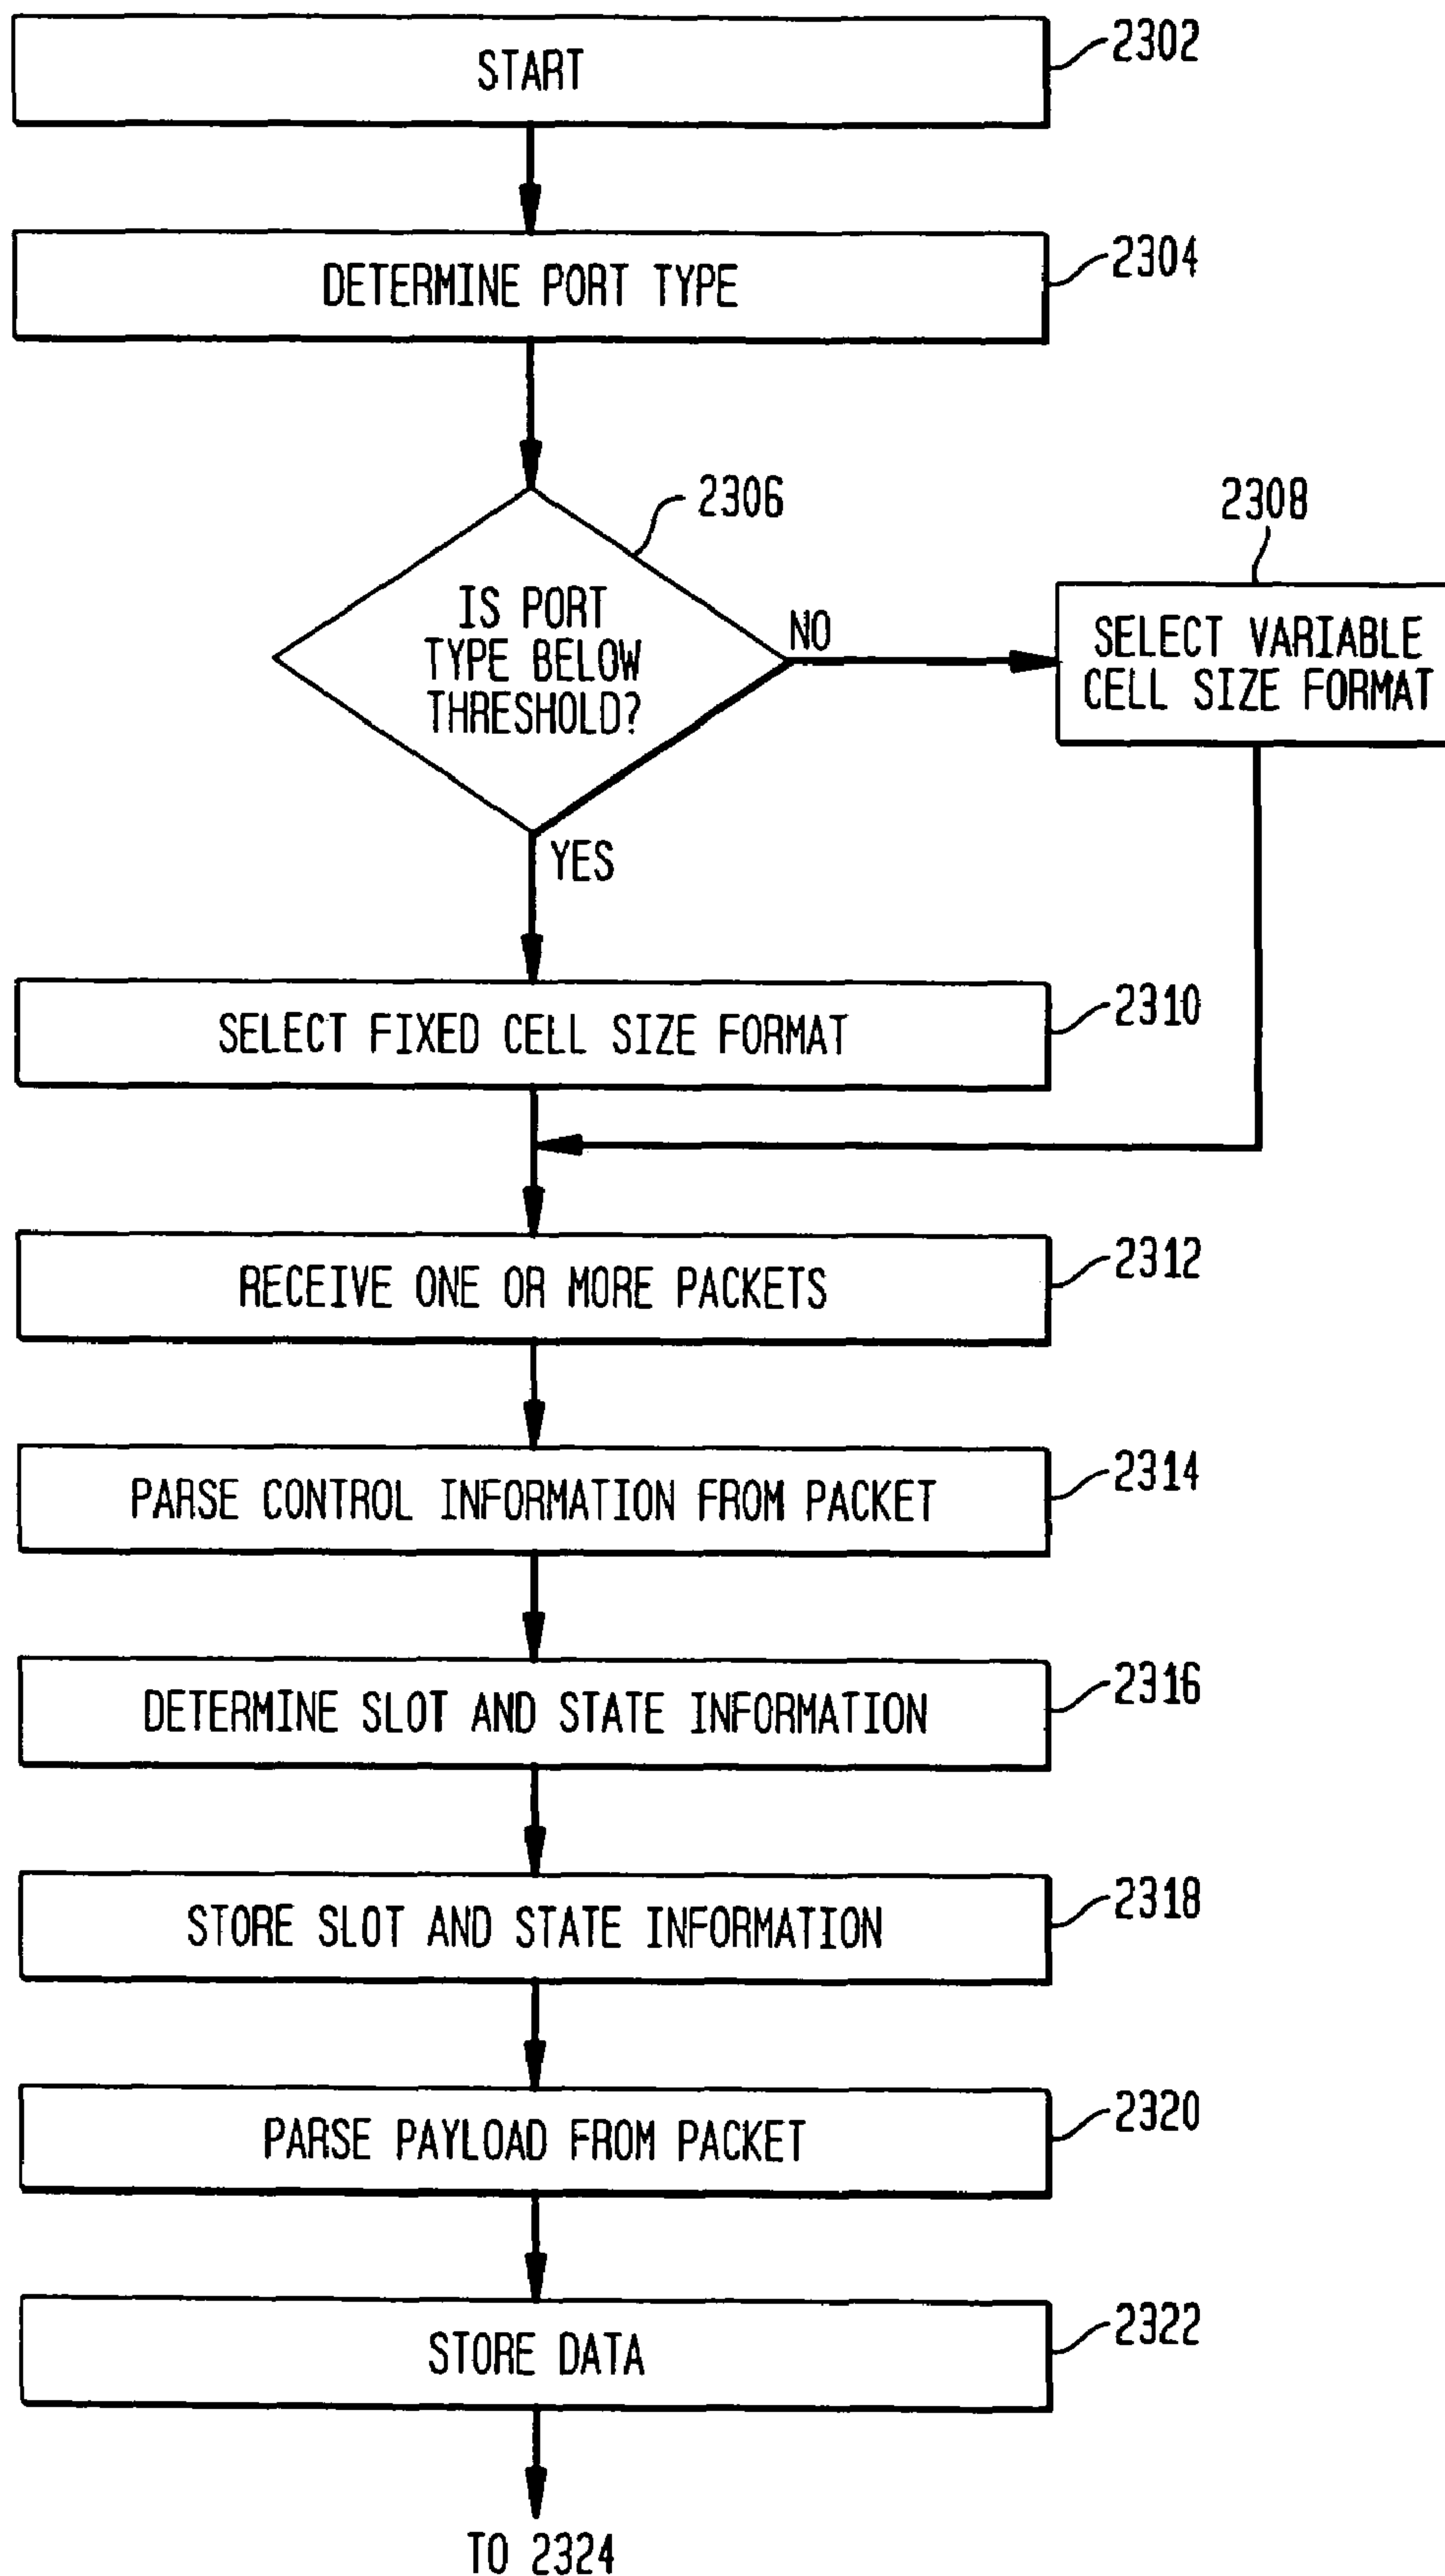 START
2302
DETERMINE PORT TYPE
2304
2306
IS PORT
TYPE BELOW
THRESHOLD?
NO
YES
2308
SELECT VARIABLE
CELL SIZE FORMAT
SELECT FIXED CELL SIZE FORMAT
2310
RECEIVE ONE OR MORE PACKETS
2312
PARSE CONTROL INFORMATION FROM PACKET
2314
DETERMINE SLOT AND STATE INFORMATION
2316
STORE SLOT AND STATE INFORMATION
2318
PARSE PAYLOAD FROM PACKET
2320
STORE DATA
2322
TO 2324